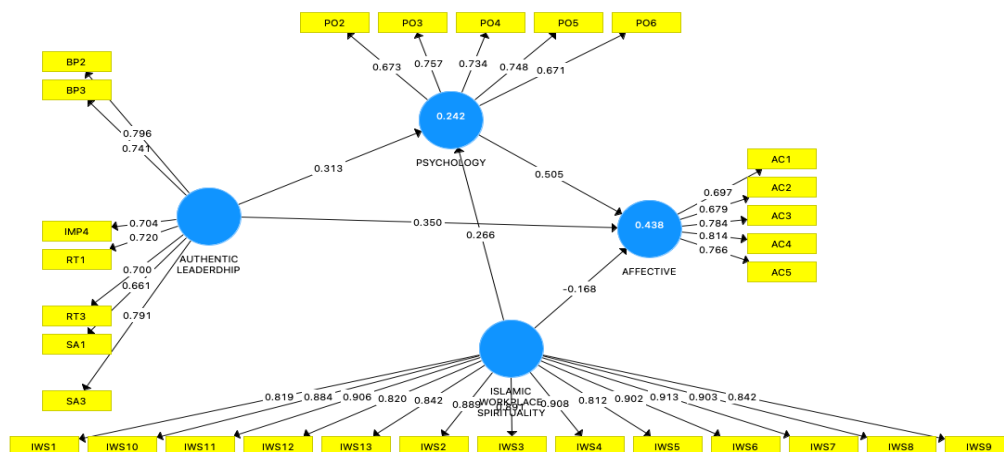 PO2 PO3 PO4 PO5 PO6
0.673 0.757 0.734 0.748 0.671
BP2
BP3
0.796
0.741
0.242
PSYCHOLOGY
0.313
0.505
AC1
AC2
AC3
AC4
AC5
0.697
0.679
0.784
0.814
0.766
0.438
AFFECTIVE
0.350
0.266
-0.168
IMP4
RT1
RT3
SA1
SA3
0.704
0.720
0.700
0.661
0.791
AUTHENTIC
LEADERSHIP
ISLAMIC
WORKPLACE
SPIRITUALITY
0.819 0.884 0.906 0.820 0.842 0.889 0.897 0.908 0.812 0.902 0.913 0.903 0.842
IWS1 IWS10 IWS11 IWS12 IWS13 IWS2 IWS3 IWS4 IWS5 IWS6 IWS7 IWS8 IWS9